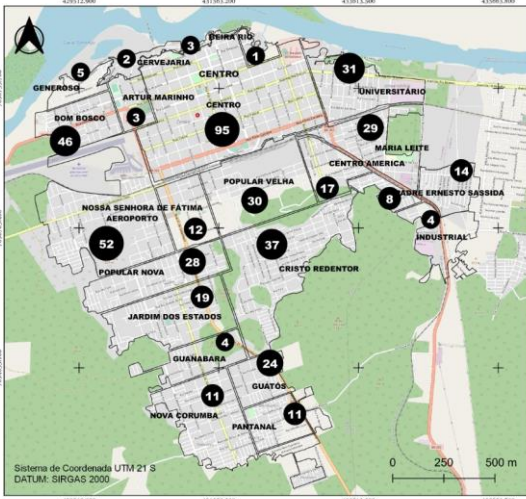 BEIRA RIO
3
1
2
CERVEJARIA
5
CENTRO
31
GENEROSO
UNIVERSITÁRIO
ARTUR MARINHO
CENTRO
DOM BOSCO
3
95
29
46
MARIA LEITE
CENTRO AMERICA
14
POPULAR VELHA
17
PADRE ERNESTO SASSIDA
30
8
NOSSA SENHORA DE FÁTIMA
4
AEROPORTO
12
INDUSTRIAL
52
37
28
POPULAR NOVA
CRISTO REDENTOR
19
JARDIM DOS ESTADOS
4
GUANABARA
24
GUATÓS
11
NOVA CORUMBA
11
PANTANAL
Sistema de Coordenada UTM 21 S
DATUM: SIRGAS 2000
0 250 500 m